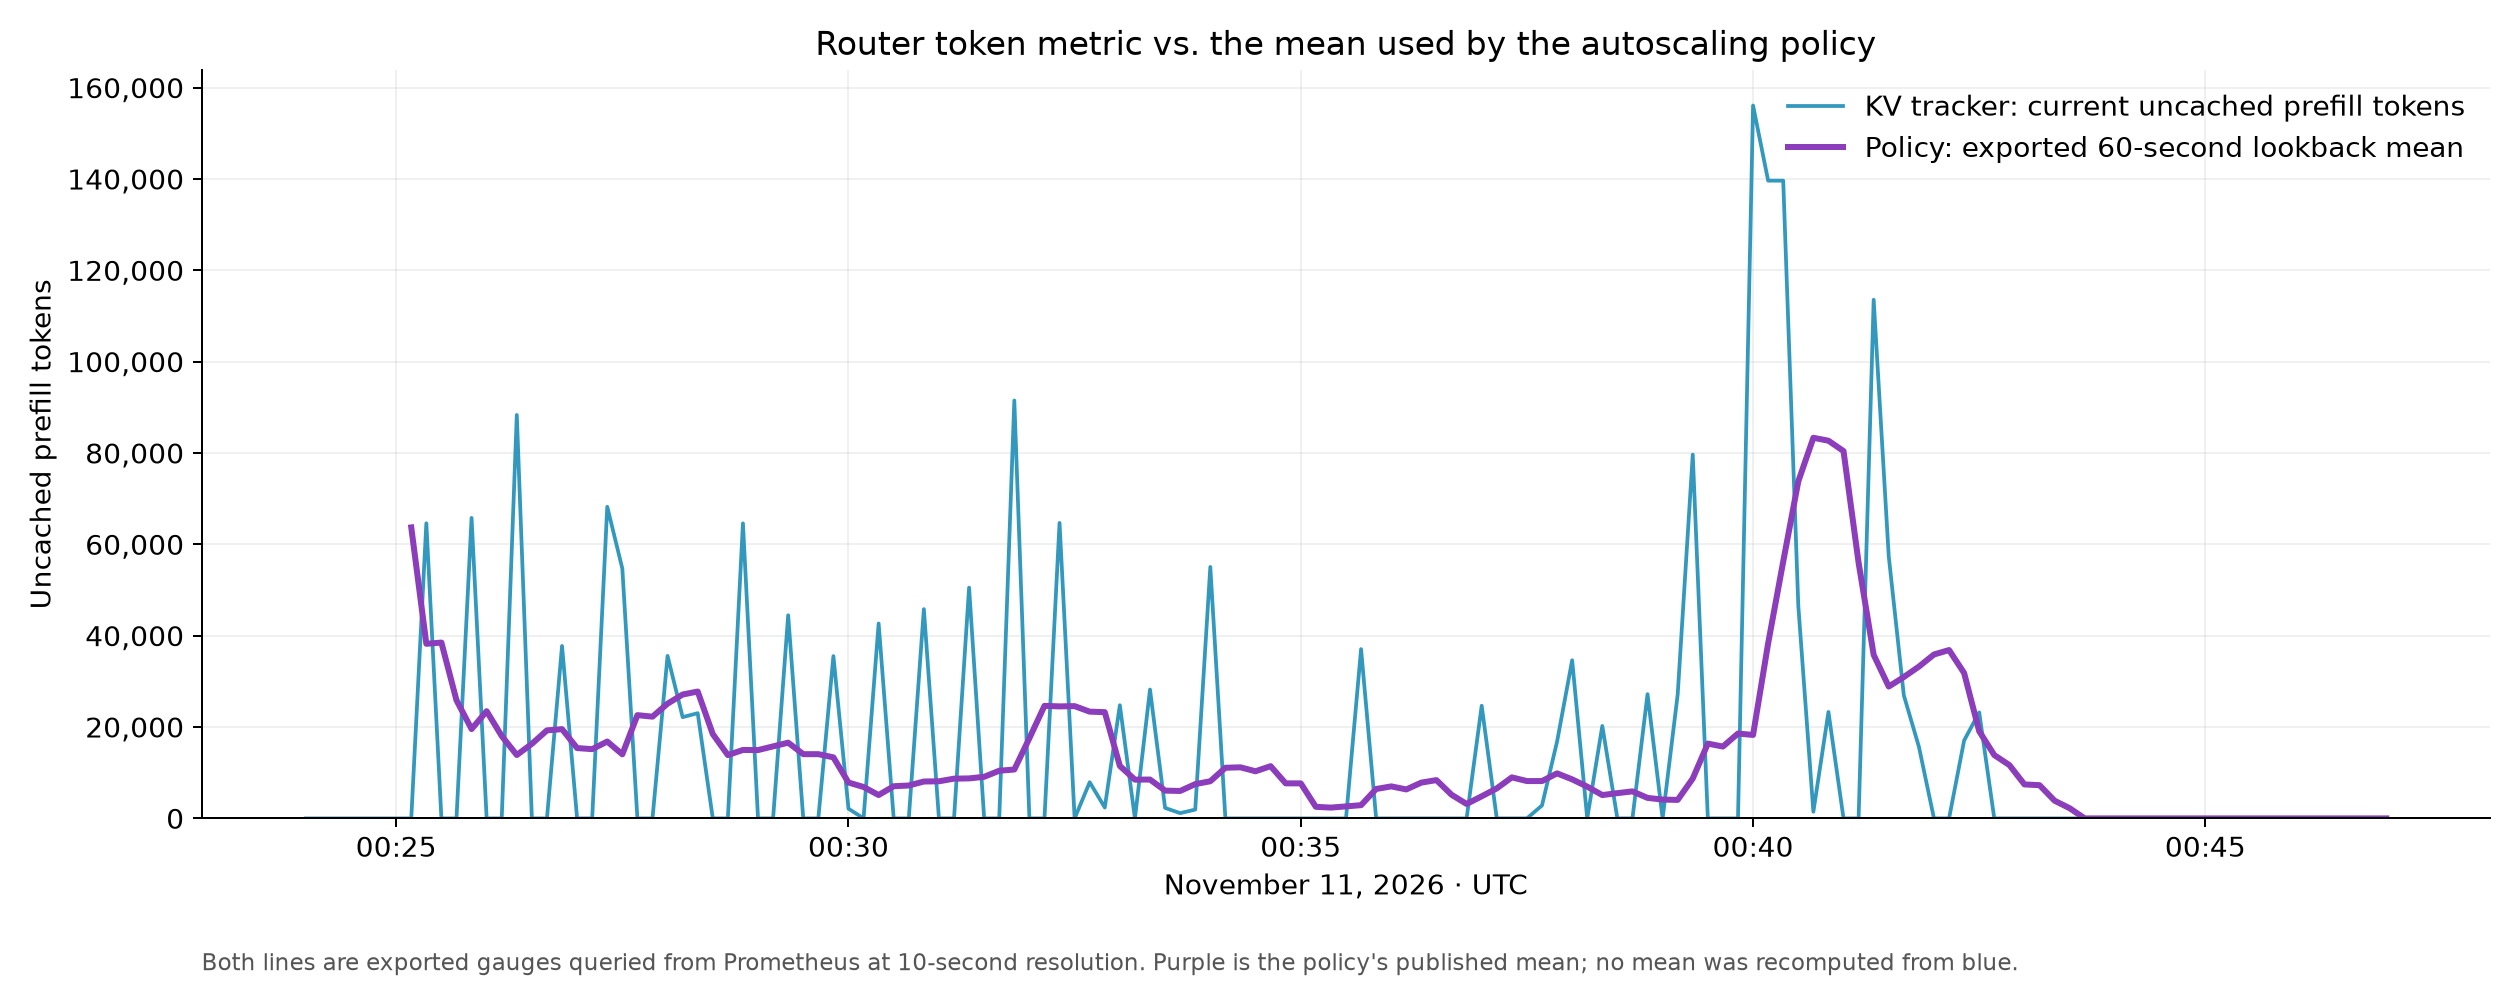 Router token metric vs. the mean used by the autoscaling policy
KV tracker: current uncached prefill tokens
Policy: exported 60-second lookback mean
Uncached prefill tokens
160,000
140,000
120,000
100,000
80,000
60,000
40,000
20,000
0
00:25 00:30 00:35 00:40 00:45
November 11, 2026 · UTC
Both lines are exported gauges queried from Prometheus at 10-second resolution. Purple is the policy's published mean; no mean was recomputed from blue.